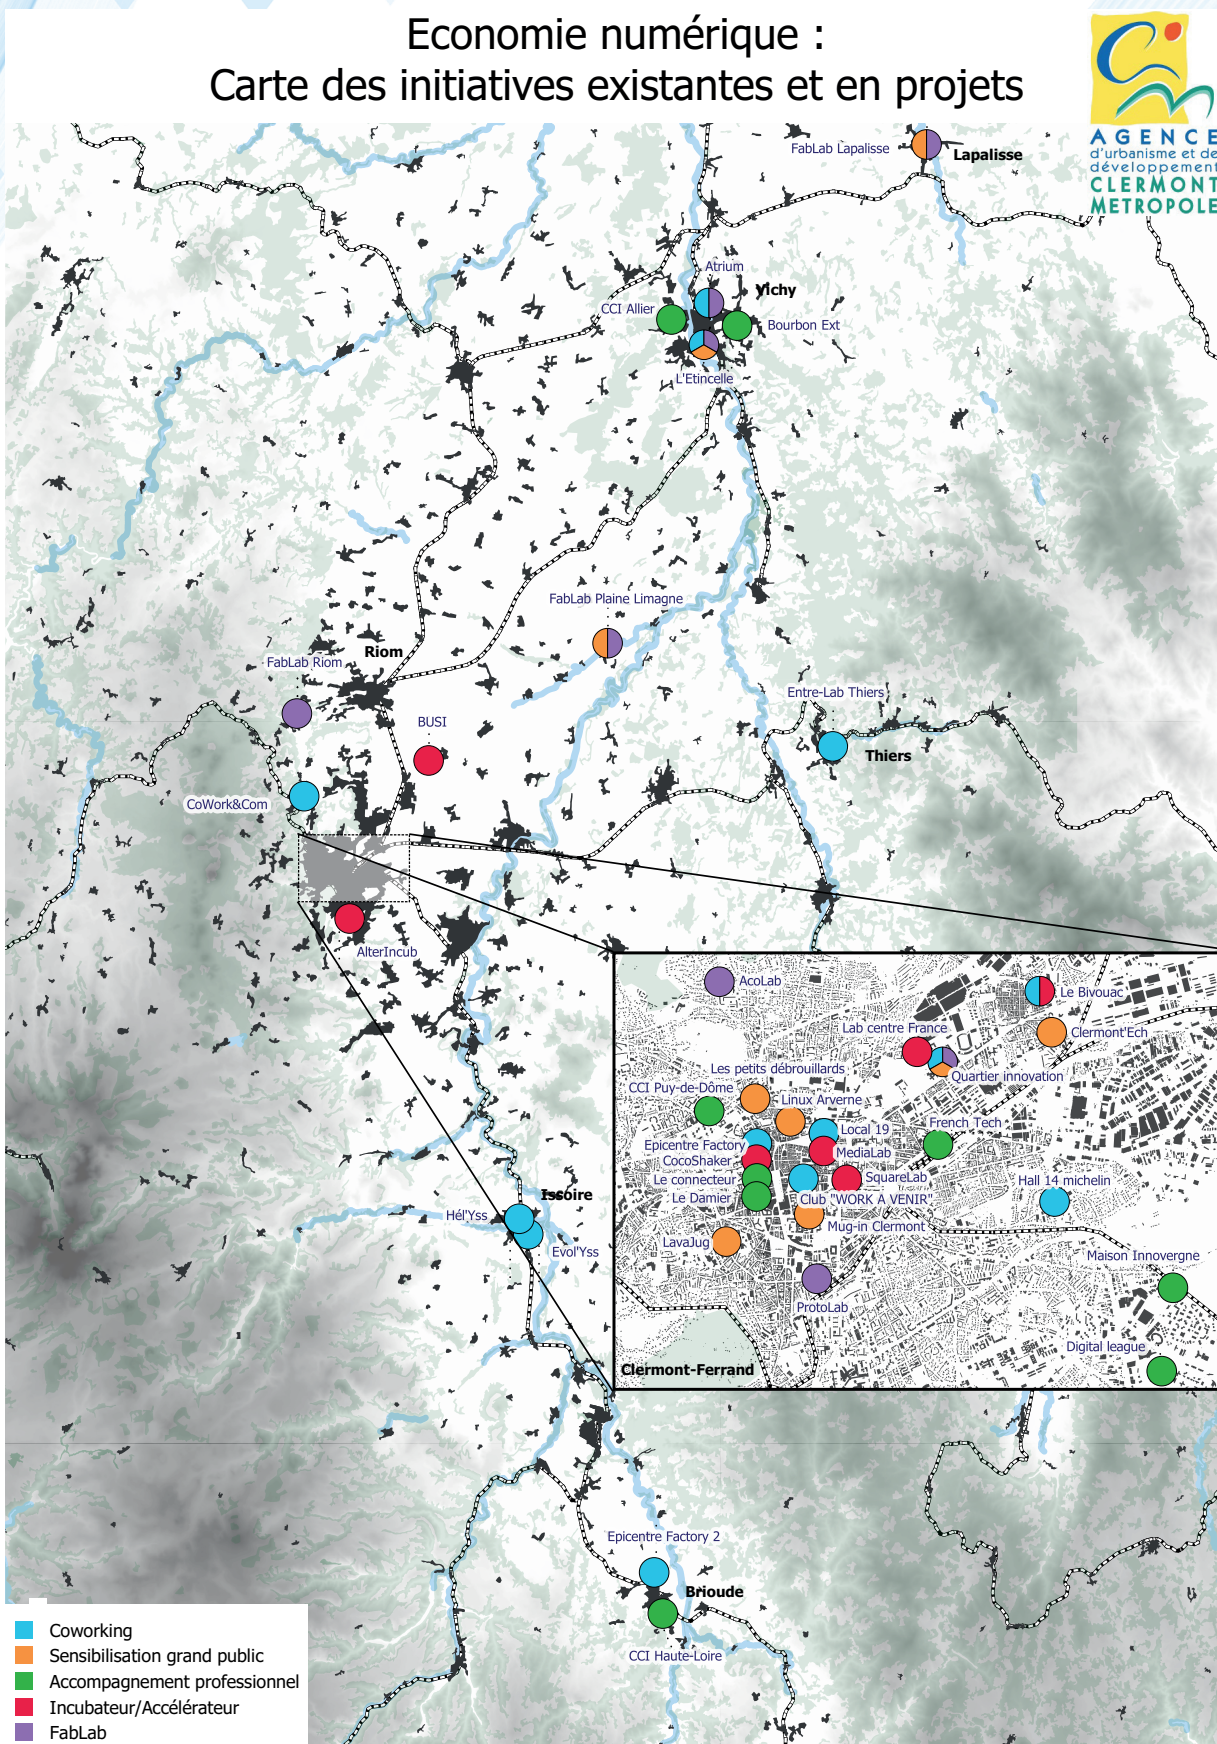 Economie numérique :
Carte des initiatives existantes et en projets
AGENCE
d'urbanisme et de
développement
CLERMONT
METROPOLE
FabLab Lapalisse
Lapalisse
Atrium
Vichy
CCI Allier
Bourbon Ext
L'Etincelle
FabLab Plaine Limagne
Riom
FabLab Riom
Entre-Lab Thiers
BUSI
Thiers
CoWork&Com
AlterIncub
AcoLab
Le Bivouac
Lab centre France
Clermont'Ech
Les petits débrouillards
Quartier innovation
CCI Puy-de-Dôme
Linux Arverne
French Tech
Local 19
Epicentre Factory
MediaLab
CocoShaker
Le connecteur
SquareLab
Hall 14 michelin
Le Damier
Club "WORK A VENIR"
Mug-in Clermont
LavaJug
Maison Innovergne
ProtoLab
Digital league
Clermont-Ferrand
Issoire
Hél'Yss
Evol'Yss
Epicentre Factory 2
Brioude
CCI Haute-Loire
Coworking
Sensibilisation grand public
Accompagnement professionnel
Incubateur/Accélérateur
FabLab